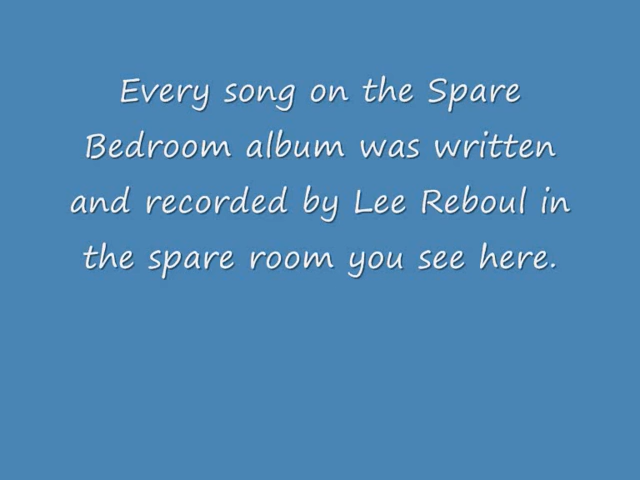 Every song on the Spare
Bedroom album was written
and recorded by Lee Reboul in
the spare room you see here.